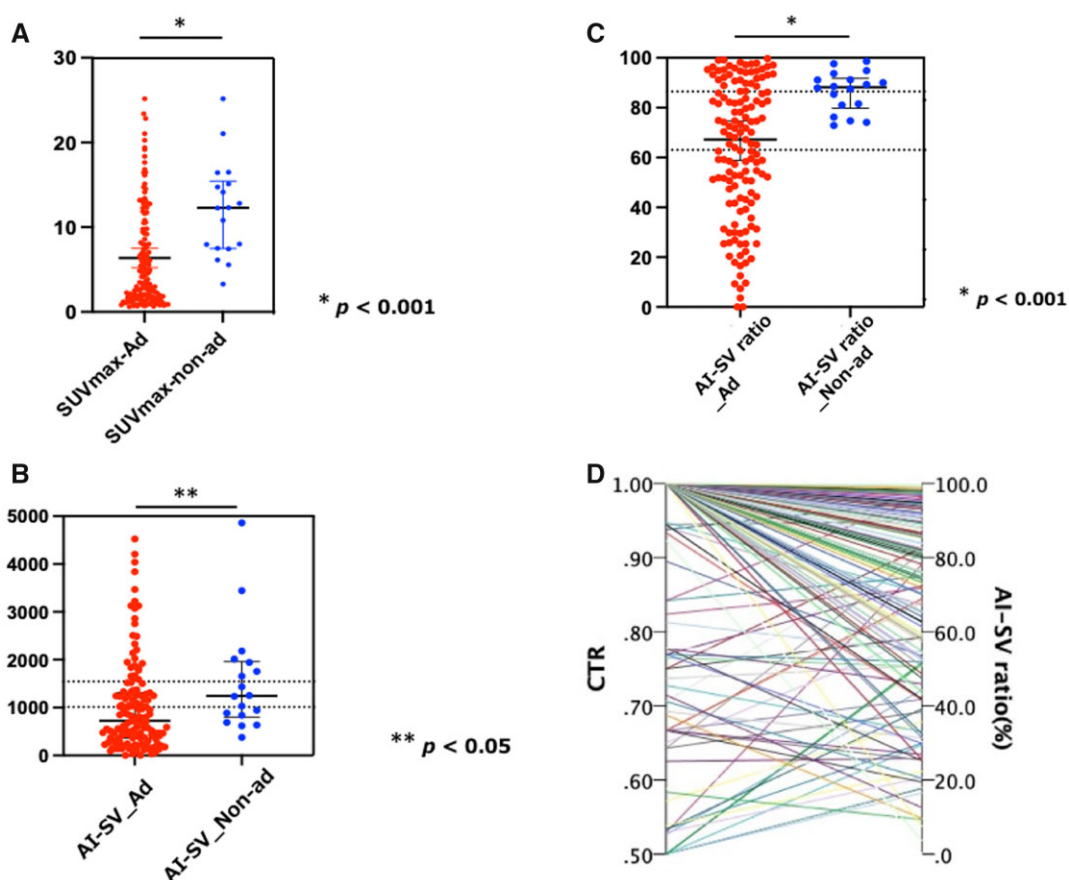 A
*
30
20
10
0
SUVmax-Ad
SUVmax-non-ad
* p < 0.001
B
**
5000
4000
3000
2000
1000
0
AI-SV_Ad
AI-SV_Non-ad
** p < 0.05
C
*
100
80
60
40
20
0
AI-SV ratio
_Ad
AI-SV ratio
_Non-ad
* p < 0.001
D
1.00
.90
.80
.70
.60
.50
CTR
100.0
80.0
60.0
40.0
20.0
.0
AI-SV ratio(%)